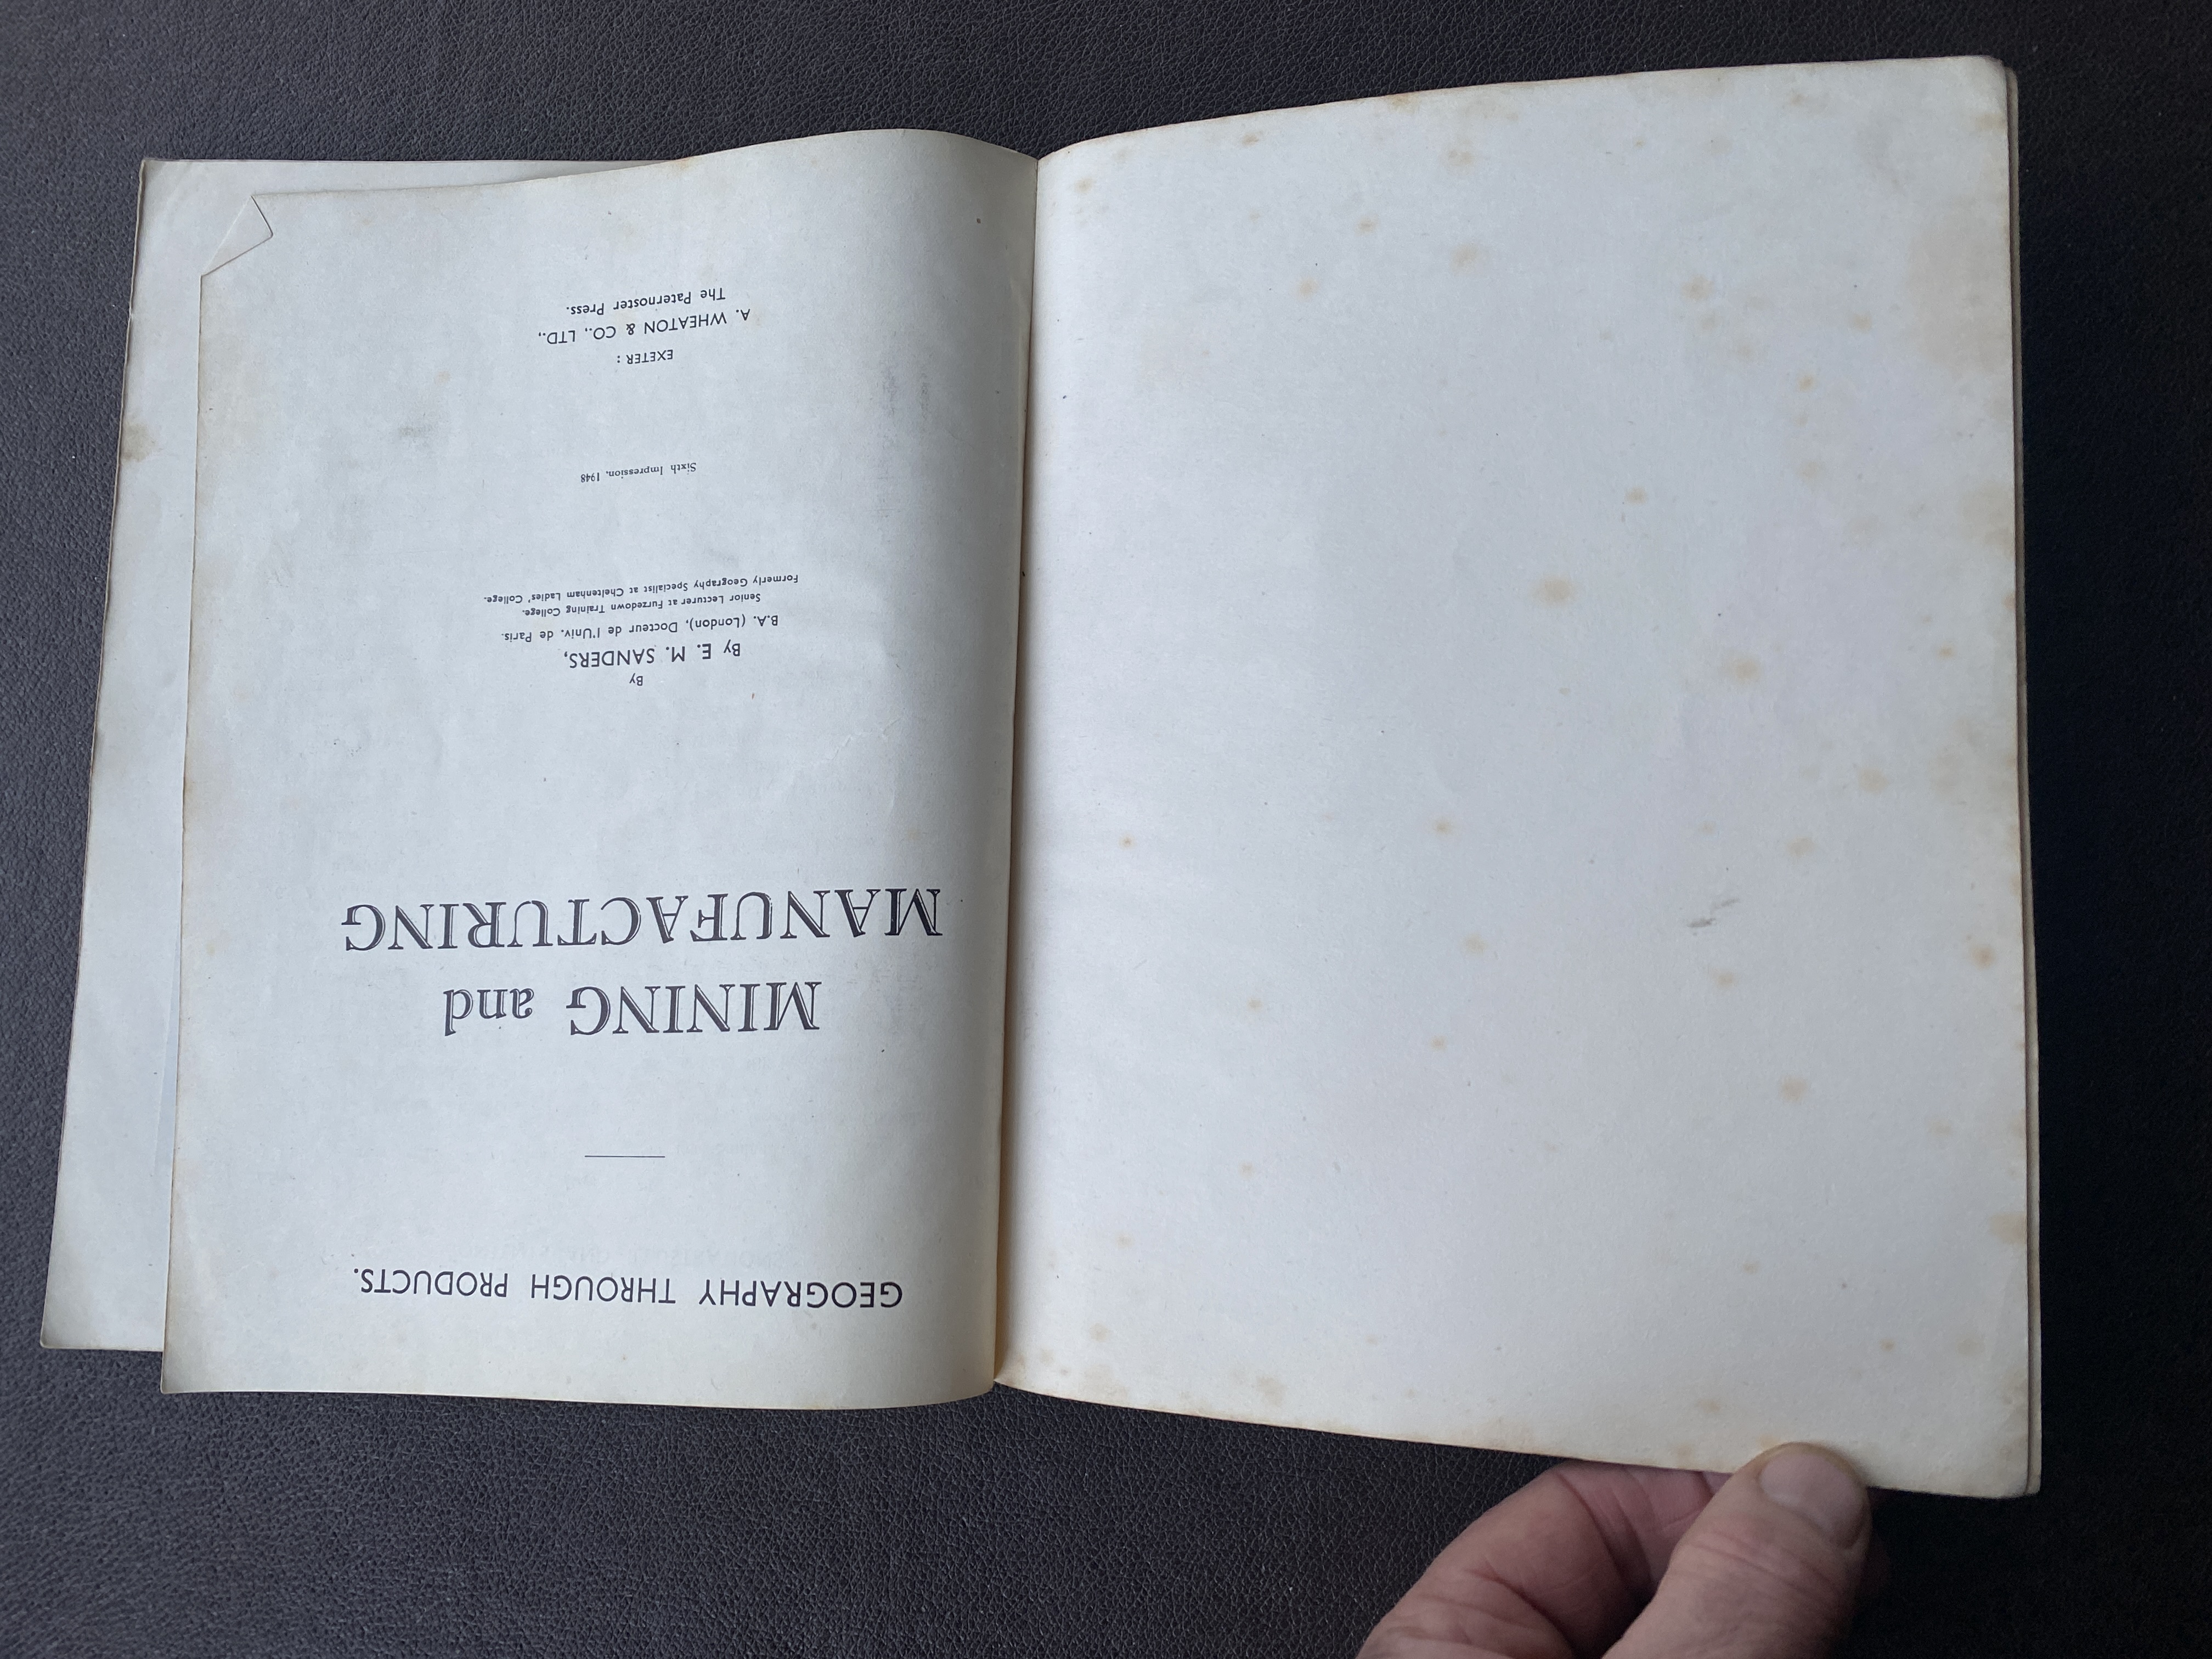 GEOGRAPHY THROUGH PRODUCTS.
MINING and
MANUFACTURING
By
By E. M. SANDERS,
B.A. (London), Docteur de l'Univ. de Paris.
Senior Lecturer at Furzedown Training College.
Formerly Geography Specialist at Cheltenham Ladies' College.
Sixth Impression, 1948
EXETER :
A. WHEATON & CO., LTD.,
The Paternoster Press.